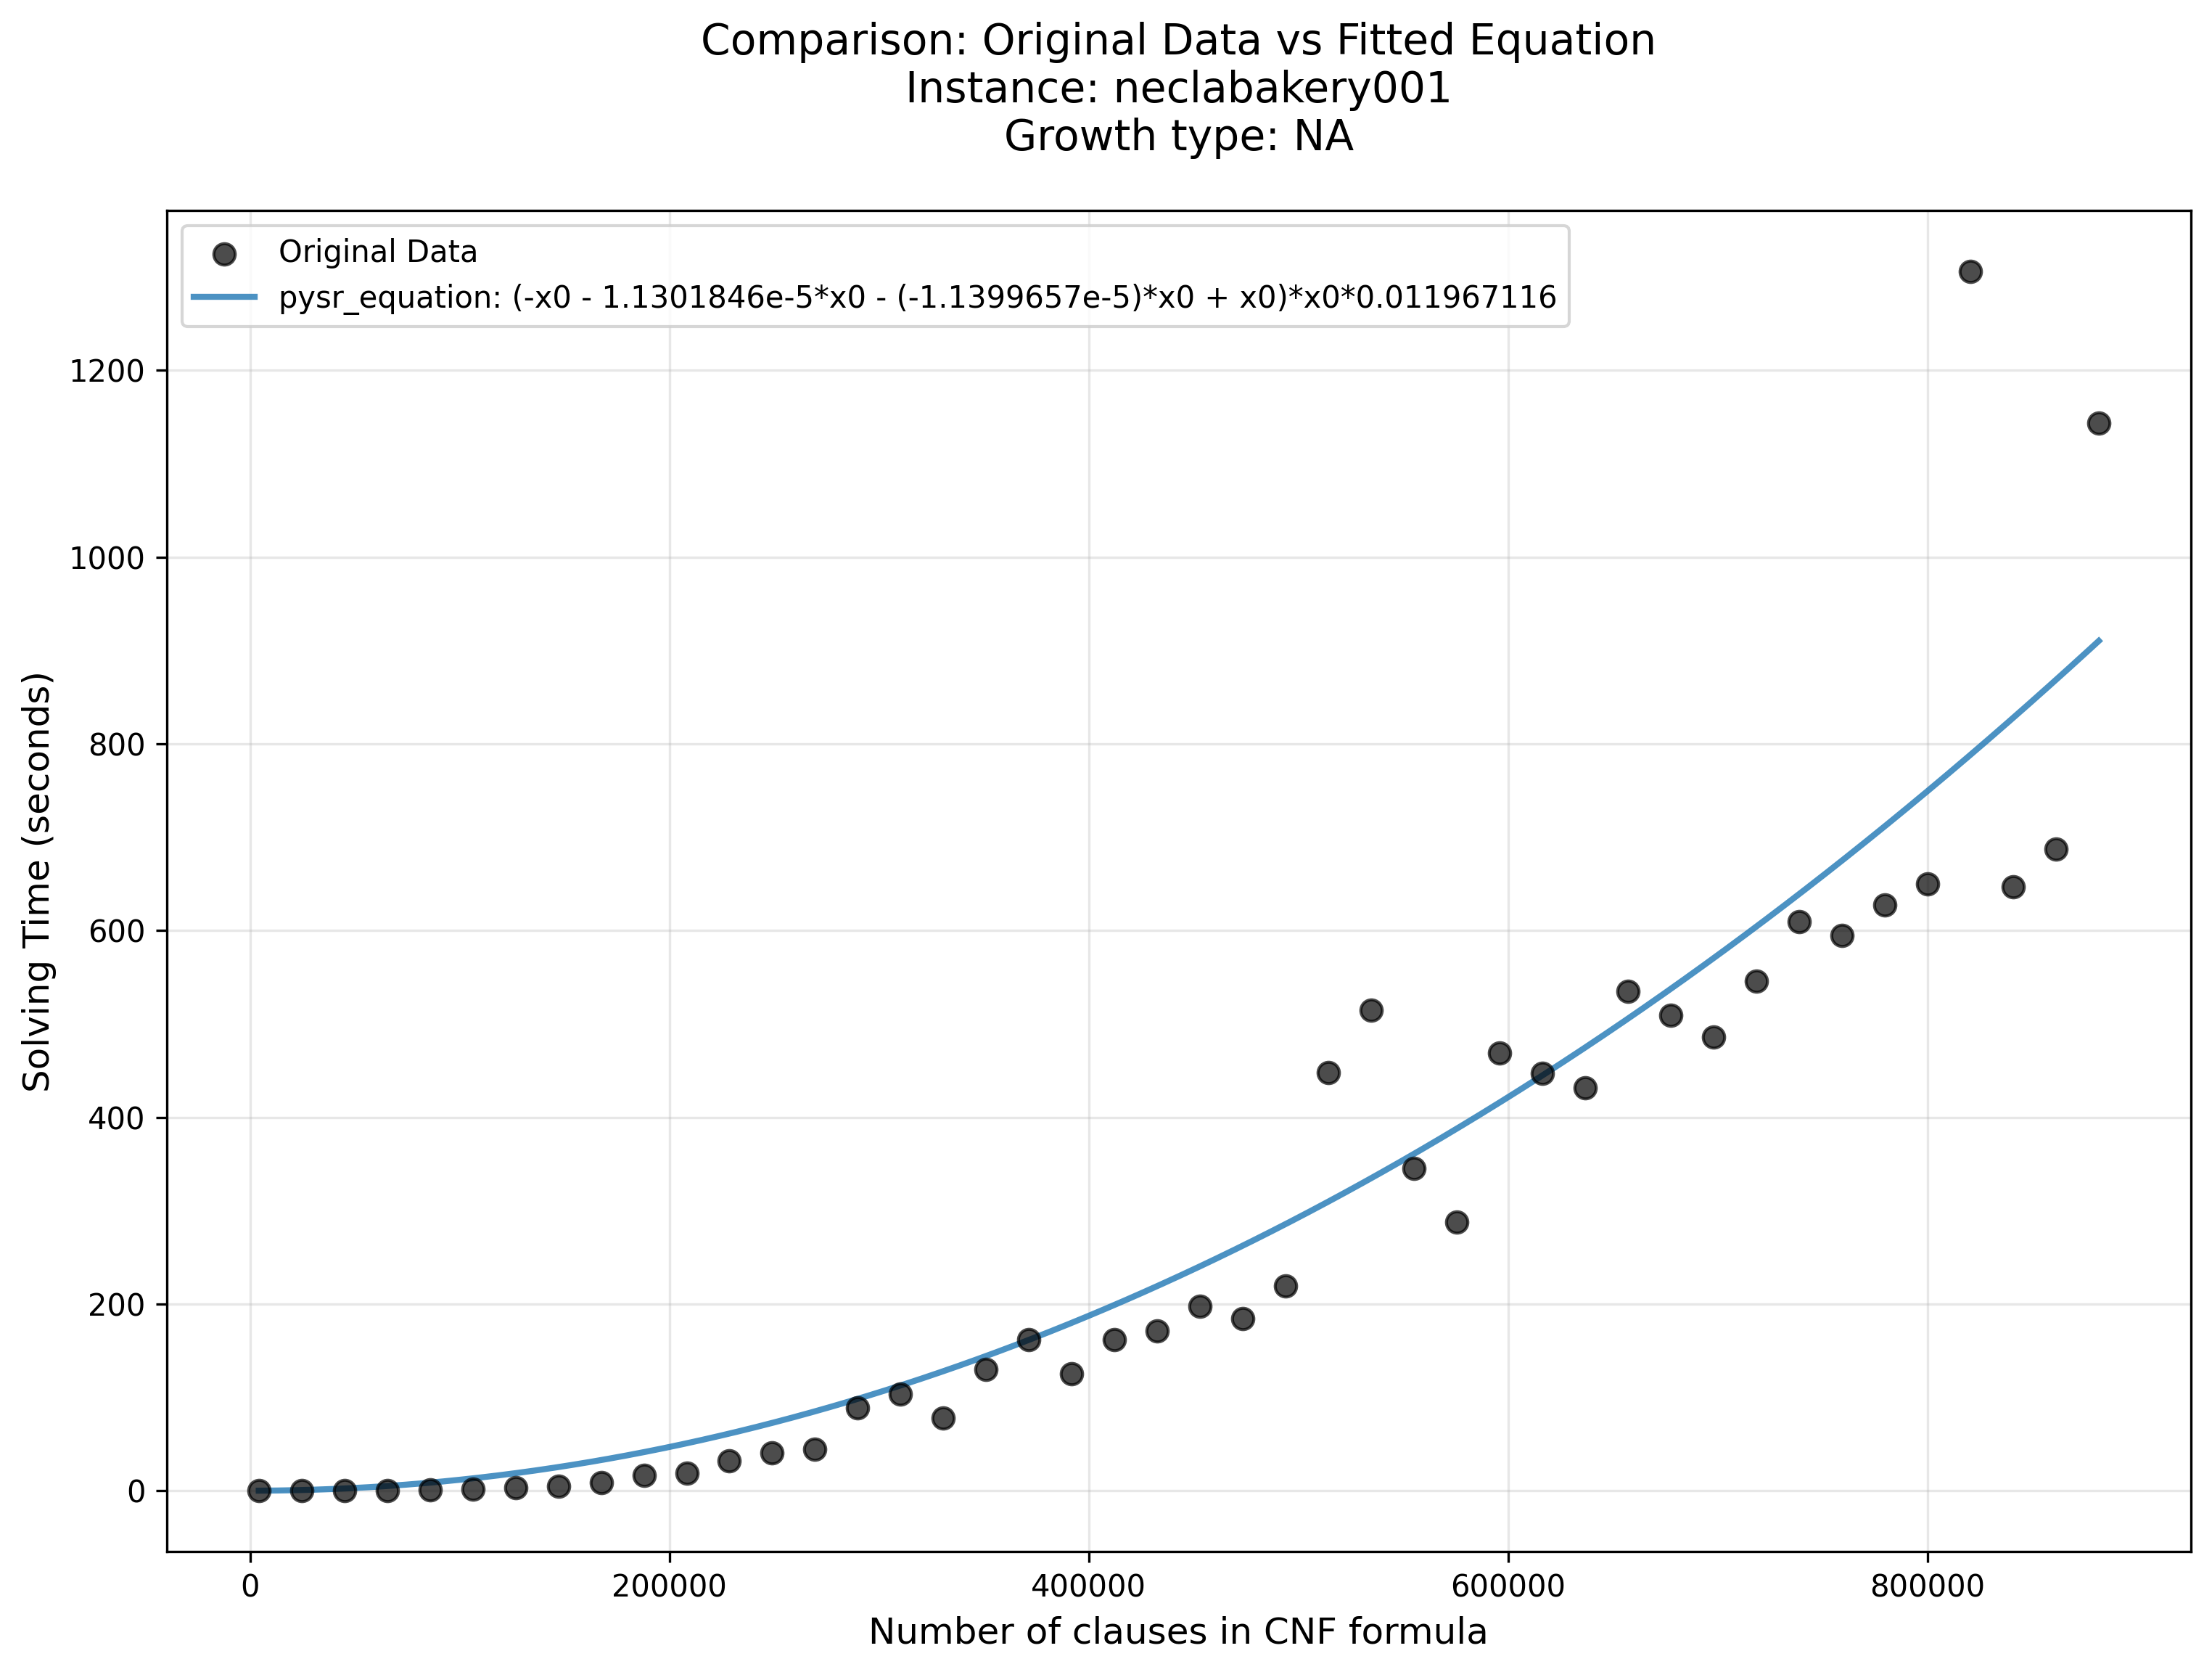 Comparison: Original Data vs Fitted Equation
Instance: neclabakery001
Growth type: NA
Original Data
pysr_equation: (-x0 - 1.1301846e-5*x0 - (-1.1399657e-5)*x0 + x0)*x0*0.011967116
Solving Time (seconds)
1200
1000
800
600
400
200
0
0 200000 400000 600000 800000
Number of clauses in CNF formula